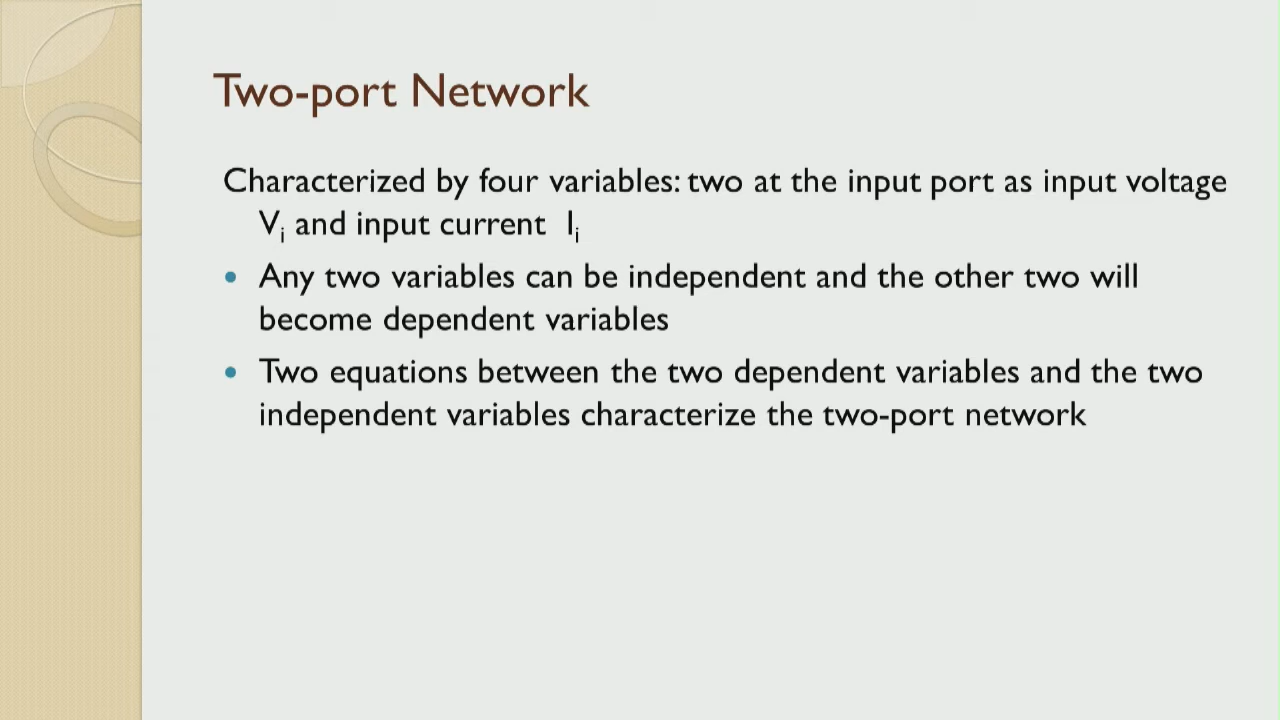 Two-port Network
Characterized by four variables: two at the input port as input voltage
Vi and input current Ii
• Any two variables can be independent and the other two will
become dependent variables
• Two equations between the two dependent variables and the two
independent variables characterize the two-port network